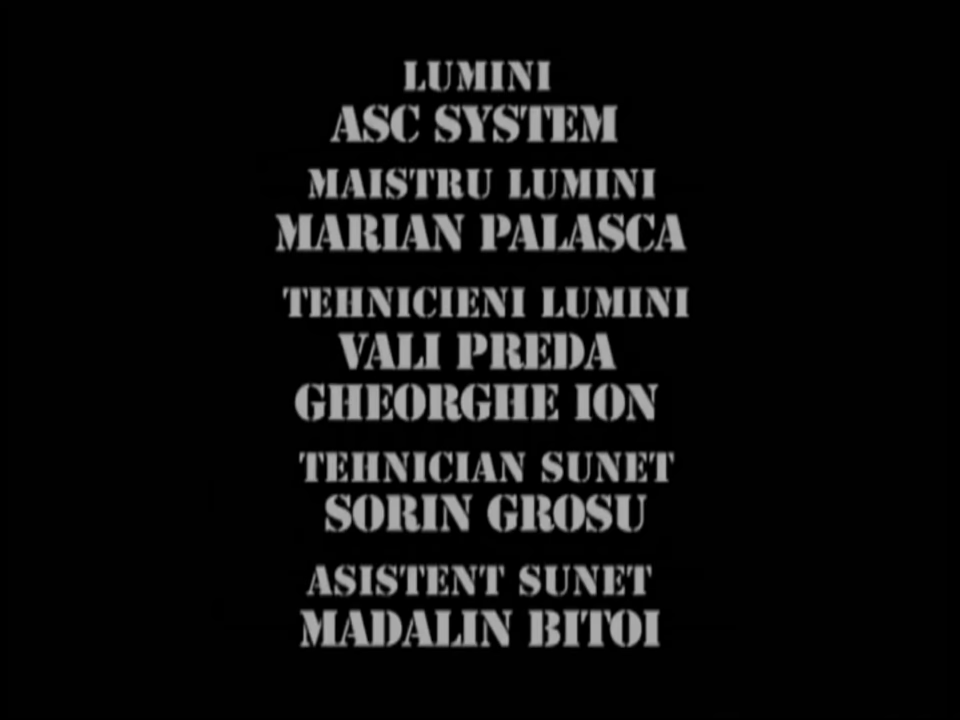 LUMINI
ASC SYSTEM
MAISTRU LUMINI
MARIAN PALASCA
TEHNICIENI LUMINI
VALI PREDA
GHEORGHE ION
TEHNICIAN SUNET
SORIN GROSU
ASISTENT SUNET
MADALIN BITOI